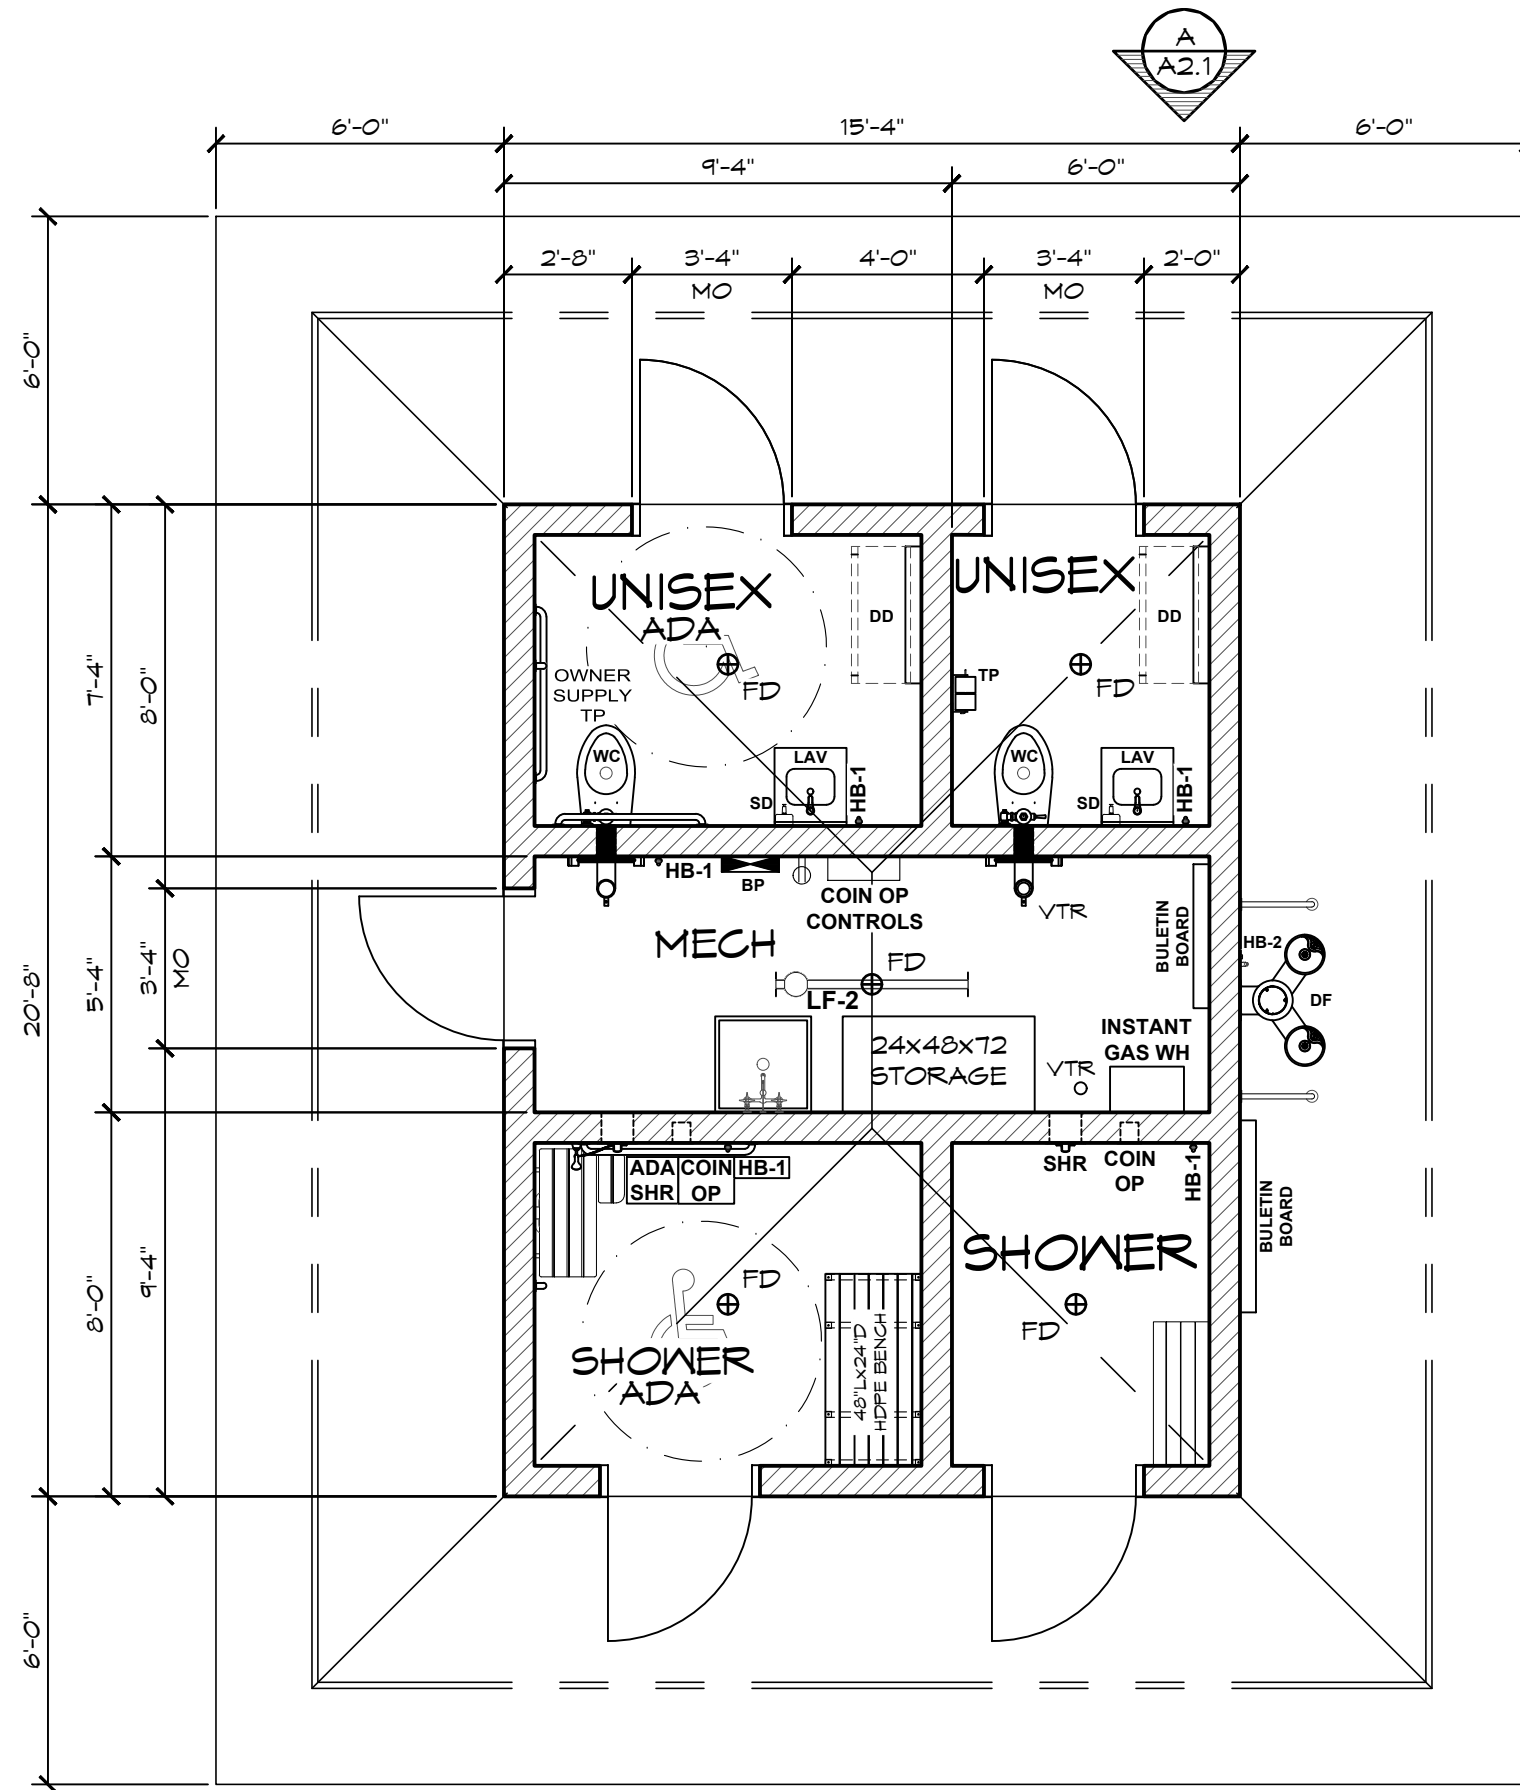 A
A2.1
6'-0"
15'-4"
6'-0"
9'-4"
6'-0"
2'-8"
3'-4"
MO
4'-0"
3'-4"
MO
2'-0"
6'-0"
UNISEX
ADA
UNISEX
DD
DD
OWNER
SUPPLY
TP
FD
TP
FD
7'-4"
8'-0"
WC
LAV
SD
HB-1
WC
LAV
SD
HB-1
HB-1
BP
COIN OP
CONTROLS
VTR
BULETIN
BOARD
MECH
FD
LF-2
HB-2
DF
20'-8"
5'-4"
3'-4"
MO
24x48x72
STORAGE
VTR
INSTANT
GAS WH
ADA
SHR
COIN
OP
HB-1
SHR
COIN
OP
HB-1
BULETIN
BOARD
8'-0"
9'-4"
FD
SHOWER
ADA
48"Lx24"D
HDPE BENCH
SHOWER
FD
6'-0"